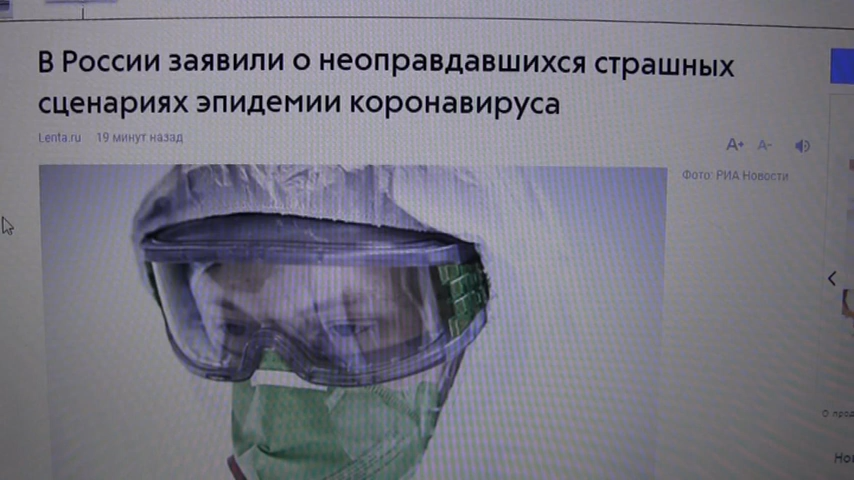 В России заявили о неоправдавшихся страшных
сценариях эпидемии коронавируса
Lenta.ru 19 минут назад
A+ A-
Фото: РИА Новости
О